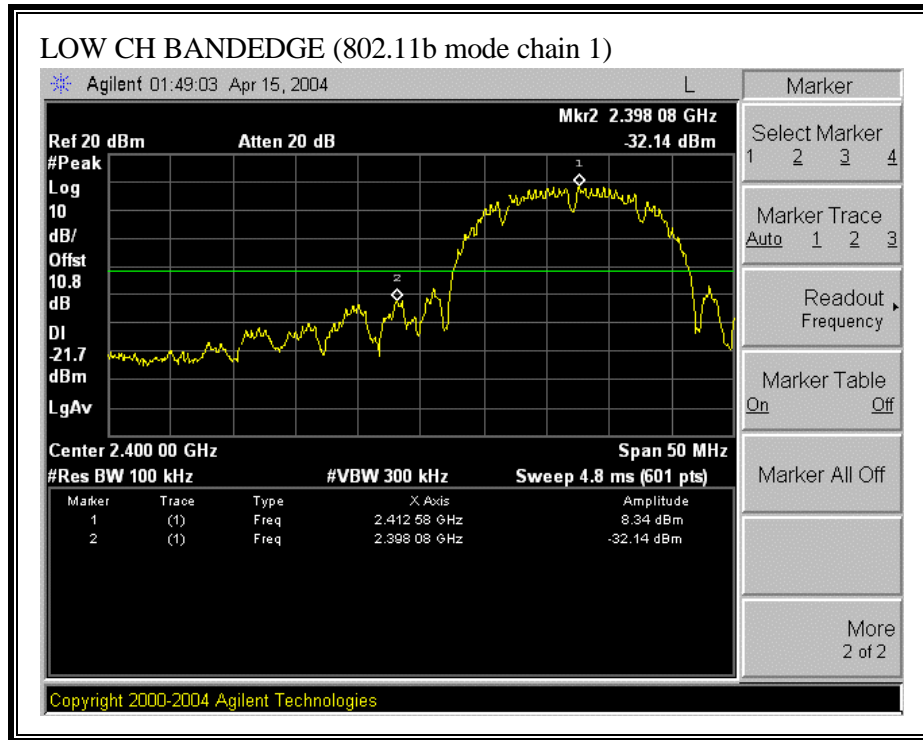 LOW CH BANDEDGE (802.11b mode chain 1)
Agilent 01:49:03 Apr 15, 2004 L
Mkr2 2.398 08 GHz
Ref 20 dBm Atten 20 dB -32.14 dBm
#Peak
Log
10
dB/
Offst
10.8
dB
DI
-21.7
dBm
LgAv
1
2
Center 2.400 00 GHz Span 50 MHz
#Res BW 100 kHz #VBW 300 kHz Sweep 4.8 ms (601 pts)
Marker Trace Type X Axis Amplitude
1 (1) Freq 2.412 58 GHz 8.34 dBm
2 (1) Freq 2.398 08 GHz -32.14 dBm
Copyright 2000-2004 Agilent Technologies
Marker
Select Marker
1 2 3 4
Marker Trace
Auto 1 2 3
Readout
Frequency
Marker Table
On Off
Marker All Off
More
2 of 2